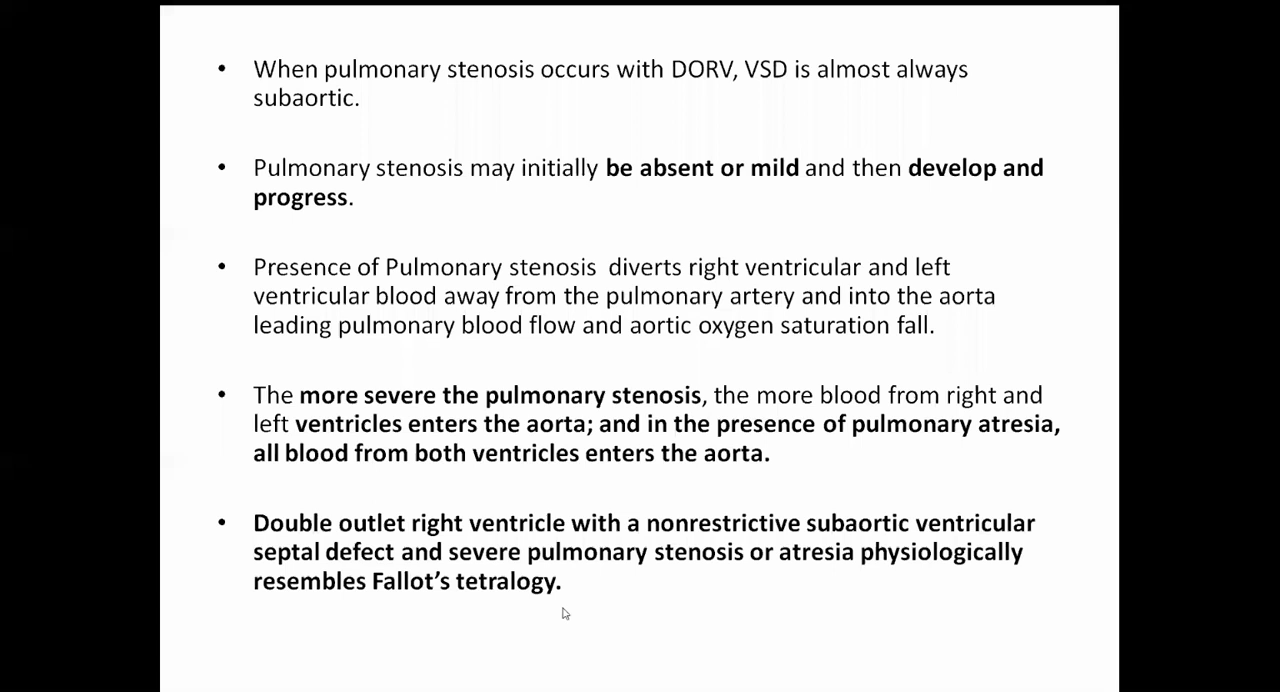 • When pulmonary stenosis occurs with DORV, VSD is almost always
subaortic.
• Pulmonary stenosis may initially be absent or mild and then develop and
progress.
• Presence of Pulmonary stenosis  diverts right ventricular and left
ventricular blood away from the pulmonary artery and into the aorta
leading pulmonary blood flow and aortic oxygen saturation fall.
• The more severe the pulmonary stenosis, the more blood from right and
left ventricles enters the aorta; and in the presence of pulmonary atresia,
all blood from both ventricles enters the aorta.
• Double outlet right ventricle with a nonrestrictive subaortic ventricular
septal defect and severe pulmonary stenosis or atresia physiologically
resembles Fallot’s tetralogy.